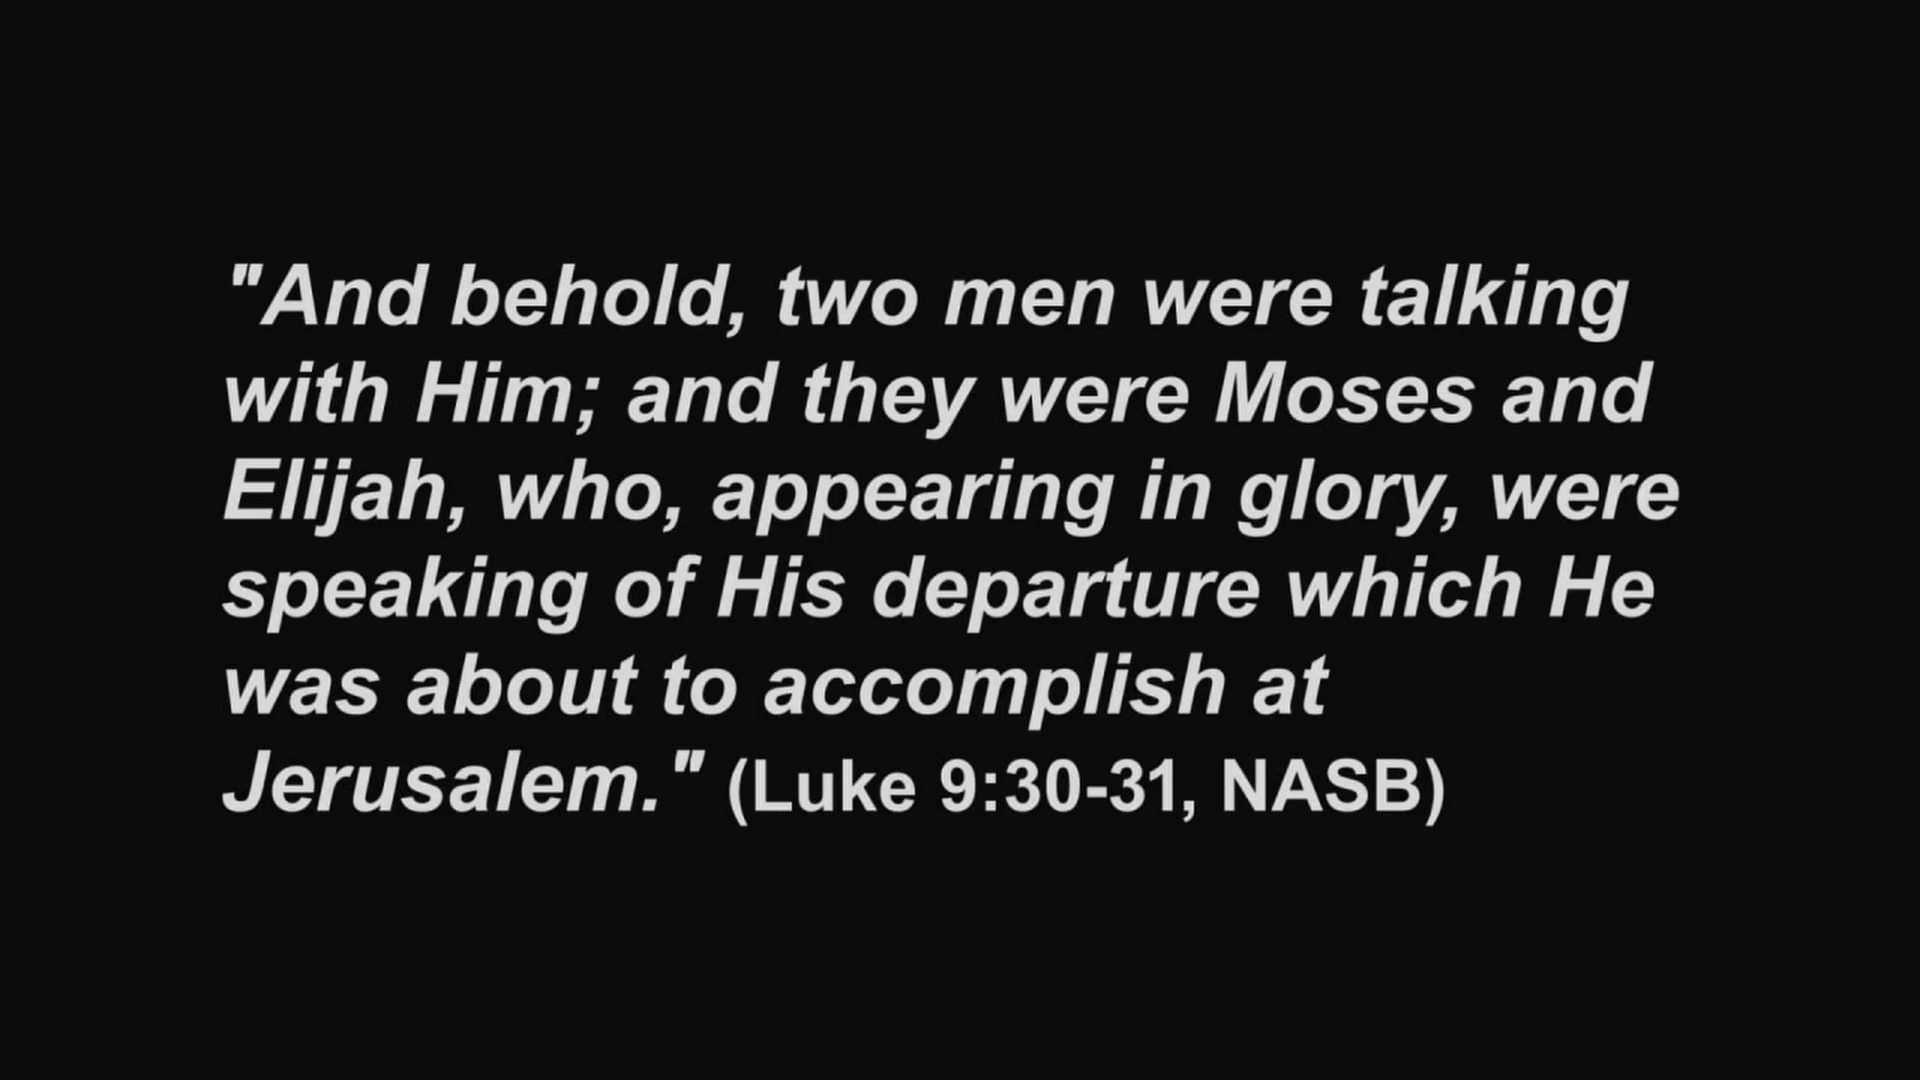 "And behold, two men were talking
with Him; and they were Moses and
Elijah, who, appearing in glory, were
speaking of His departure which He
was about to accomplish at
Jerusalem." (Luke 9:30-31, NASB)